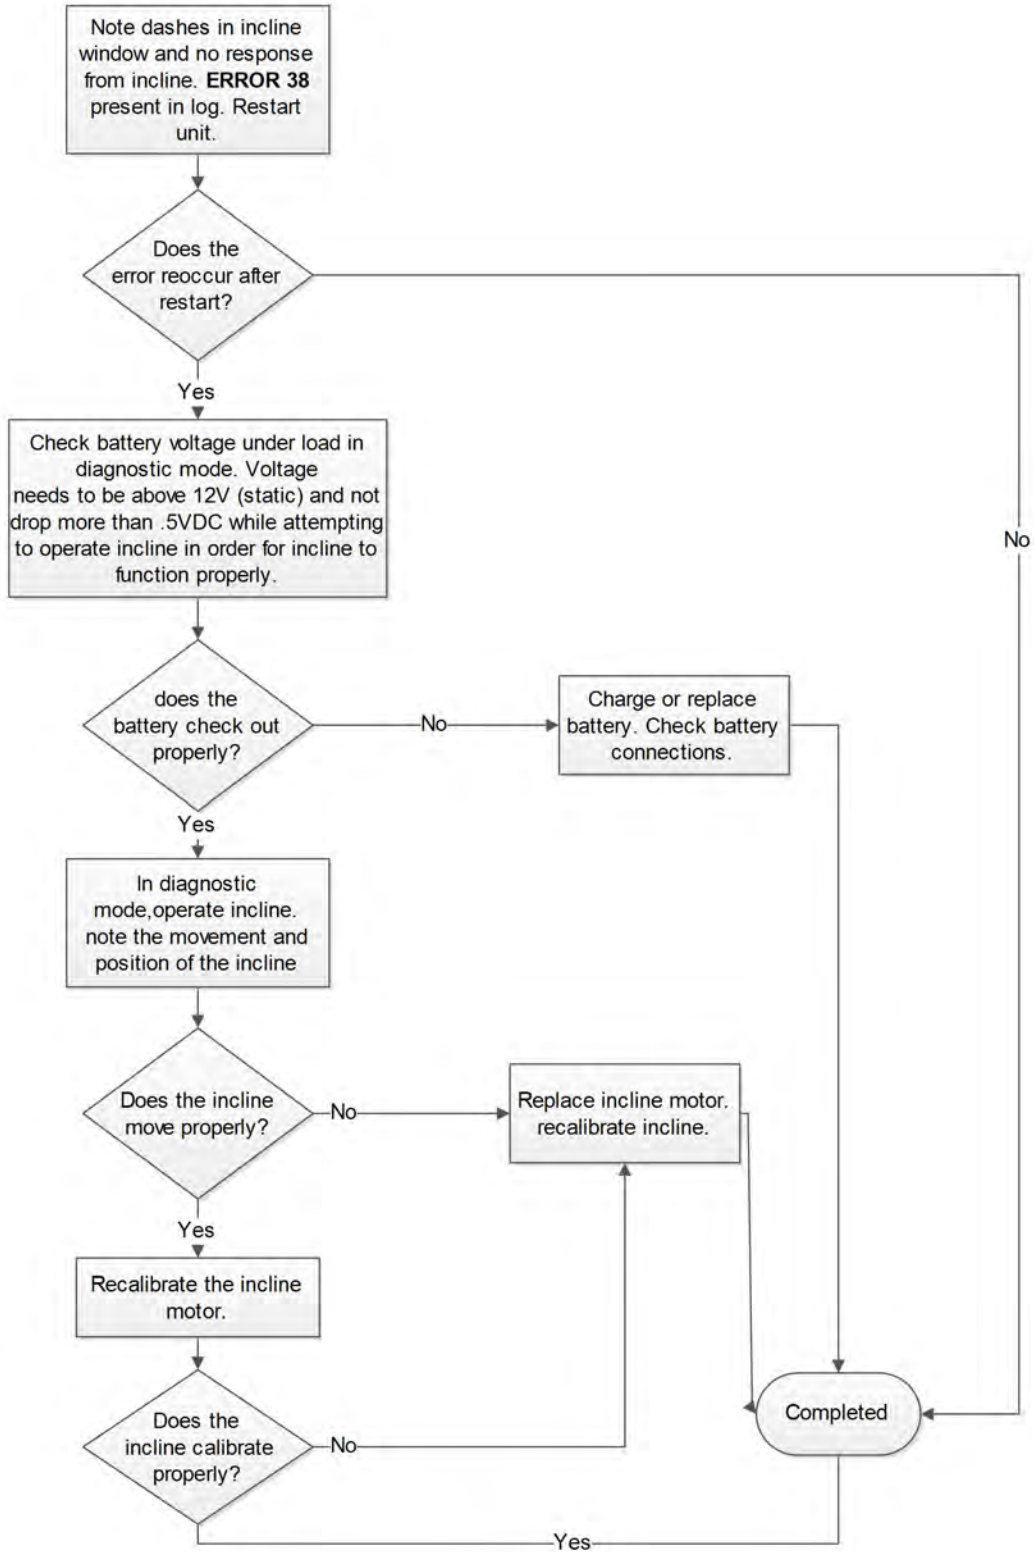 Note dashes in incline
window and no response
from incline. ERROR 38
present in log. Restart
unit.
Does the
error reoccur after
restart?
Yes
No
Check battery voltage under load in
diagnostic mode. Voltage
needs to be above 12V (static) and not
drop more than .5VDC while attempting
to operate incline in order for incline to
function properly.
does the
battery check out
properly?
No
Charge or replace
battery. Check battery
connections.
Yes
In diagnostic
mode,operate incline.
note the movement and
position of the incline
Does the incline
move properly?
No
Replace incline motor.
recalibrate incline.
Yes
Recalibrate the incline
motor.
Does the
incline calibrate
properly?
No
Completed
Yes